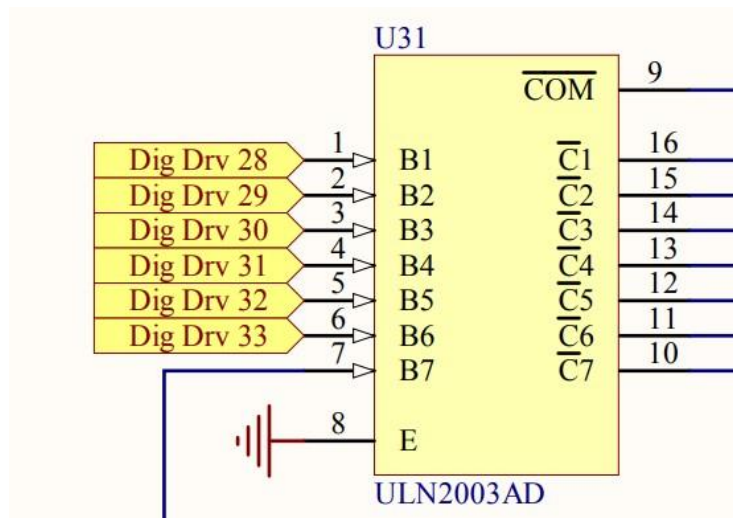 U31
COM 9
Dig Drv 28 1 B1 C1 16
Dig Drv 29 2 B2 C2 15
Dig Drv 30 3 B3 C3 14
Dig Drv 31 4 B4 C4 13
Dig Drv 32 5 B5 C5 12
Dig Drv 33 6 B6 C6 11
7 B7 C7 10
8 E
ULN2003AD